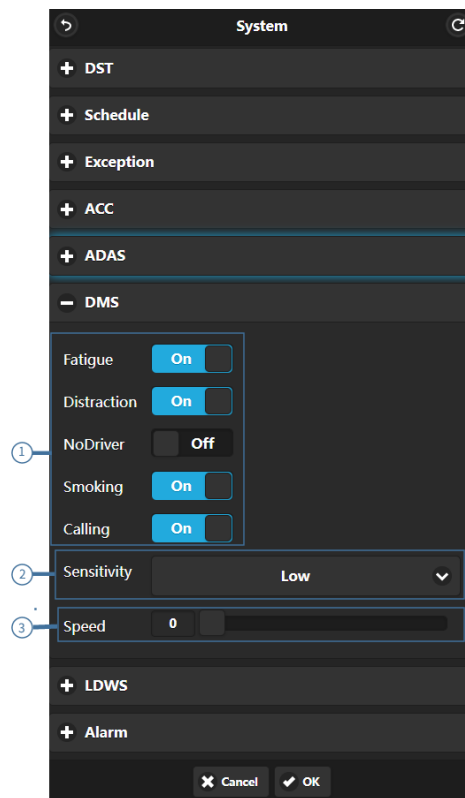 System
DST
Schedule
Exception
ACC
ADAS
DMS
Fatigue On
Distraction On
1 NoDriver Off
Smoking On
Calling On
2 Sensitivity Low
3 Speed 0
LDWS
Alarm
Cancel OK